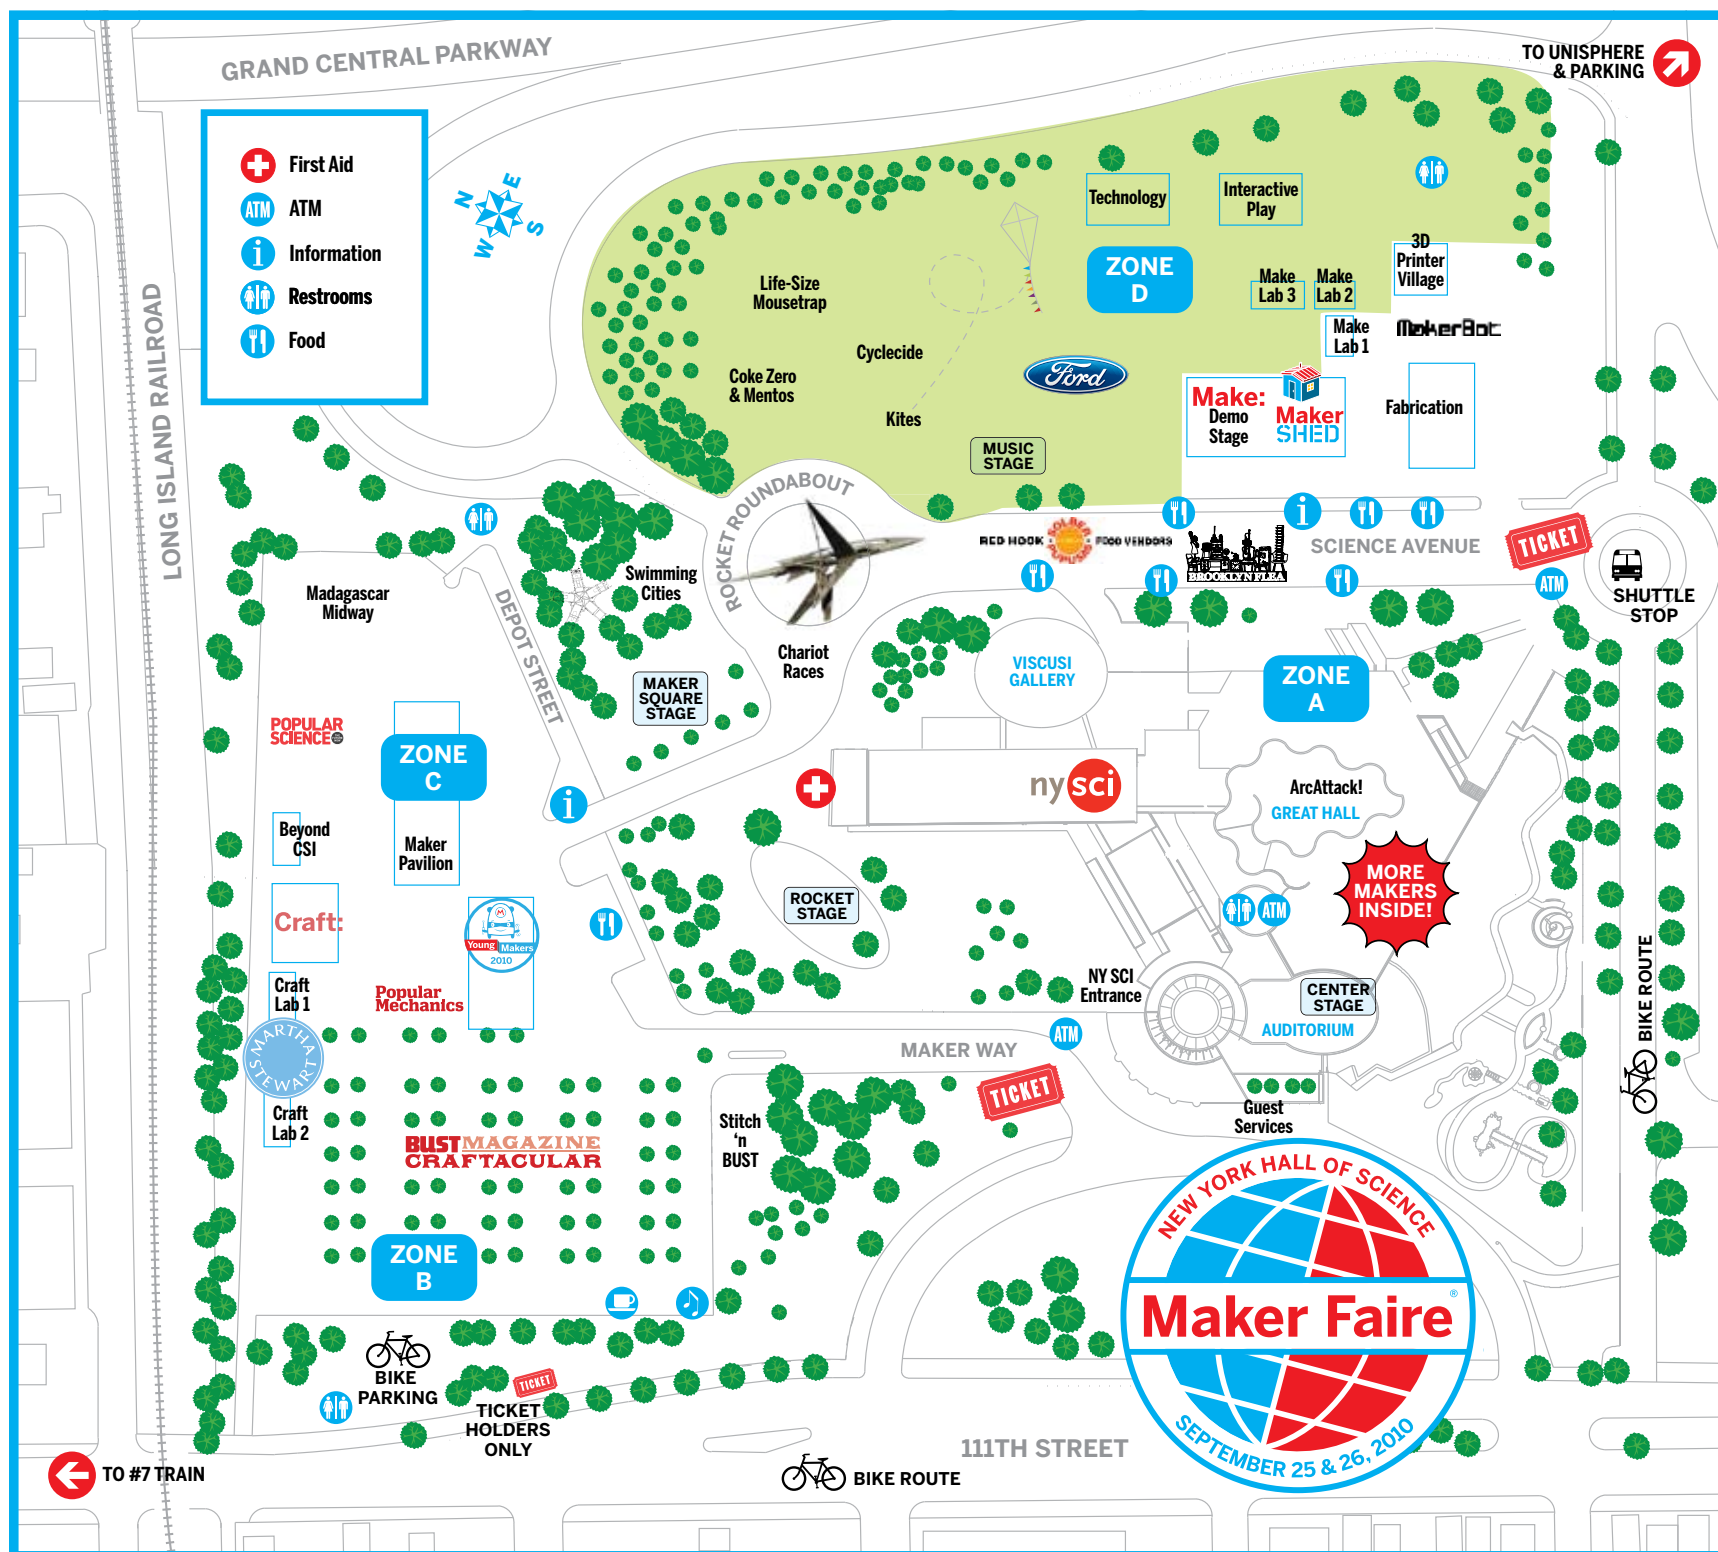 GRAND CENTRAL PARKWAY
TO UNISPHERE
& PARKING
First Aid
ATM
ATM
i
Information
Restrooms
Food
N
E
S
W
LONG ISLAND RAILROAD
Technology
Interactive
Play
ZONE
D
3D
Printer
Village
Make
Lab 3
Make
Lab 2
Make
Lab 1
MakerBot
Life-Size
Mousetrap
Cyclecide
Coke Zero
& Mentos
Kites
Ford
Make:
Demo
Stage
Maker
SHED
Fabrication
MUSIC
STAGE
ROCKET ROUNDABOUT
RED HOOK
FOOD VENDORS
BROOKLYN FLEA
i
SCIENCE AVENUE
TICKET
ATM
SHUTTLE
STOP
Madagascar
Midway
DEPOT STREET
Swimming
Cities
MAKER
SQUARE
STAGE
Chariot
Races
VISCUSI
GALLERY
ZONE
A
POPULAR
SCIENCE
ZONE
C
i
nysci
ArcAttack!
GREAT HALL
Beyond
CSI
Maker
Pavilion
MORE
MAKERS
INSIDE!
ROCKET
STAGE
ATM
Craft:
M
Young Makers
2010
Craft
Lab 1
Popular
Mechanics
NY SCI
Entrance
CENTER
STAGE
AUDITORIUM
MARTHA
STEWART
ATM
MAKER WAY
TICKET
BIKE ROUTE
Craft
Lab 2
BUST MAGAZINE
CRAFTACULAR
Stitch
‘n
BUST
Guest
Services
ZONE
B
NEW YORK HALL OF SCIENCE
Maker Faire®
SEPTEMBER 25 & 26, 2010
BIKE
PARKING
TICKET
TICKET
HOLDERS
ONLY
111TH STREET
TO #7 TRAIN
BIKE ROUTE